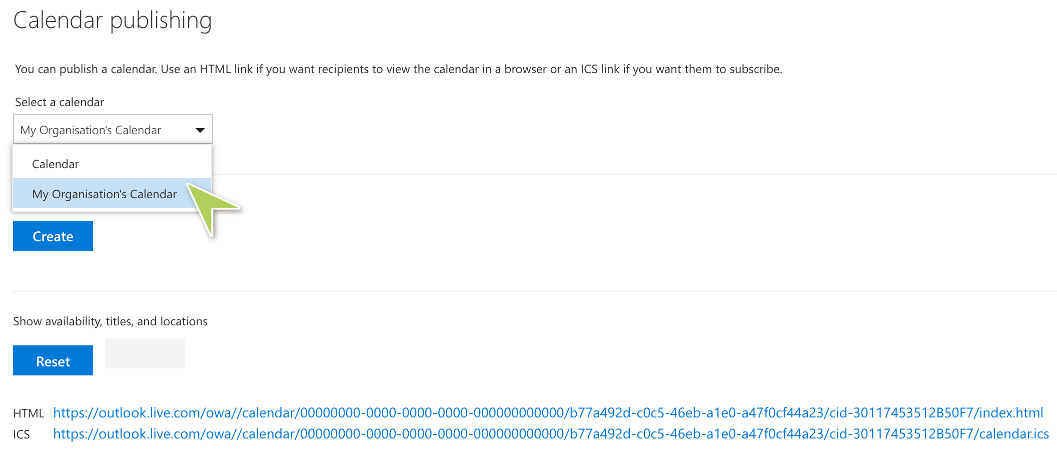 Calendar publishing
You can publish a calendar. Use an HTML link if you want recipients to view the calendar in a browser or an ICS link if you want them to subscribe.
Select a calendar
My Organisation's Calendar
Calendar
My Organisation's Calendar
Create
Show availability, titles, and locations
Reset
HTML https://outlook.live.com/owa//calendar/00000000-0000-0000-0000-000000000000/b77a492d-c0c5-46eb-a1e0-a47f0cf44a23/cid-30117453512B50F7/index.html
ICS https://outlook.live.com/owa//calendar/00000000-0000-0000-0000-000000000000/b77a492d-c0c5-46eb-a1e0-a47f0cf44a23/cid-30117453512B50F7/calendar.ics